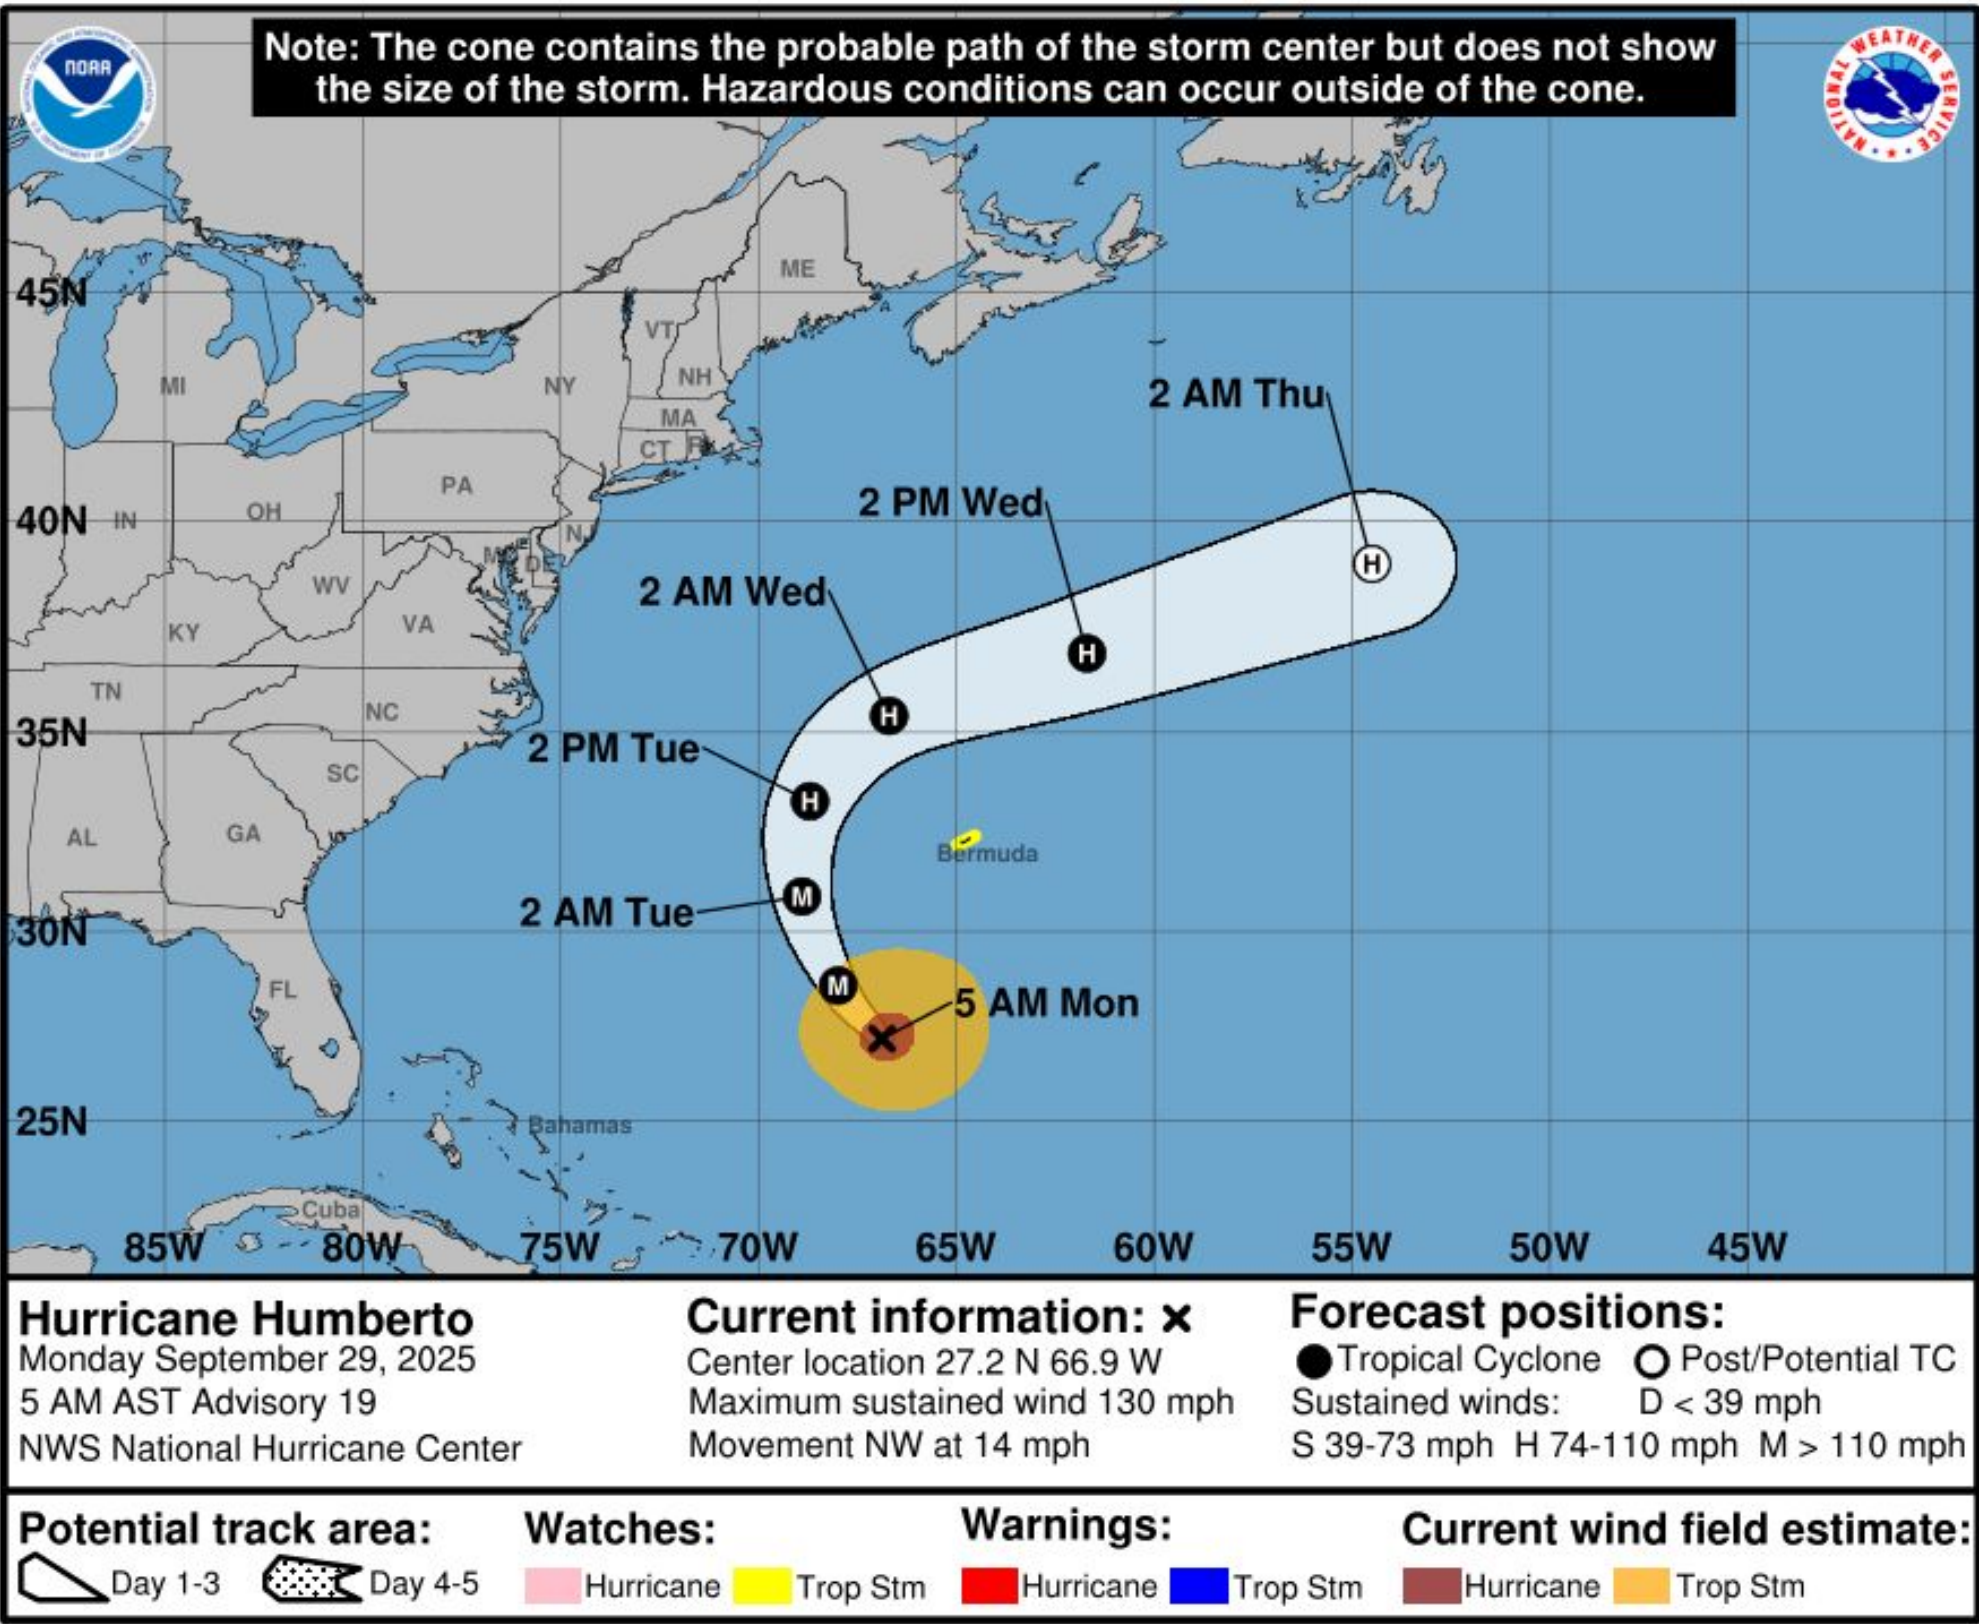 Note: The cone contains the probable path of the storm center but does not show
the size of the storm. Hazardous conditions can occur outside of the cone.
NOAA
NATIONAL WEATHER SERVICE
ME
45N
VT
MI
NY
NH
2 AM Thu
MA
CT
PA
2 PM Wed
40N
IN
OH
DE
WV
2 AM Wed
VA
KY
TN
NC
35N
2 PM Tue
SC
AL
GA
Bermuda
2 AM Tue
30N
FL
5 AM Mon
25N
Bahamas
Cuba
H
H
H
H
M
M
85W 80W 75W 70W 65W 60W 55W 50W 45W
Hurricane Humberto
Monday September 29, 2025
5 AM AST Advisory 19
NWS National Hurricane Center
Current information: ×
Center location 27.2 N 66.9 W
Maximum sustained wind 130 mph
Movement NW at 14 mph
Forecast positions:
Tropical Cyclone Post/Potential TC
Sustained winds: D < 39 mph
S 39-73 mph H 74-110 mph M > 110 mph
Potential track area:
Day 1-3 Day 4-5
Watches:
Hurricane Trop Stm
Warnings:
Hurricane Trop Stm
Current wind field estimate:
Hurricane Trop Stm